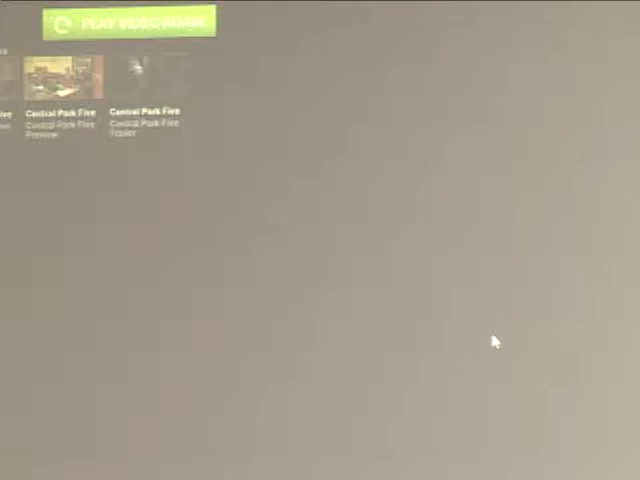 PLAY VIDEO AGAIN
Central Park Five
Central Park Five
Preview
Central Park Five
Central Park Five
Trailer